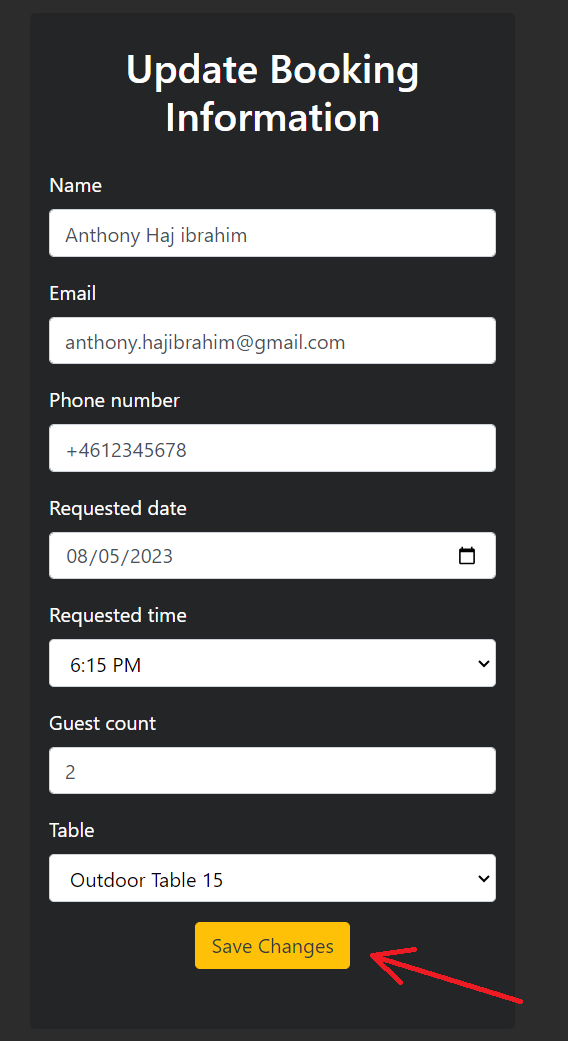 Update Booking
Information
Name
Anthony Haj ibrahim
Email
anthony.hajibrahim@gmail.com
Phone number
+4612345678
Requested date
08/05/2023
Requested time
6:15 PM
Guest count
2
Table
Outdoor Table 15
Save Changes